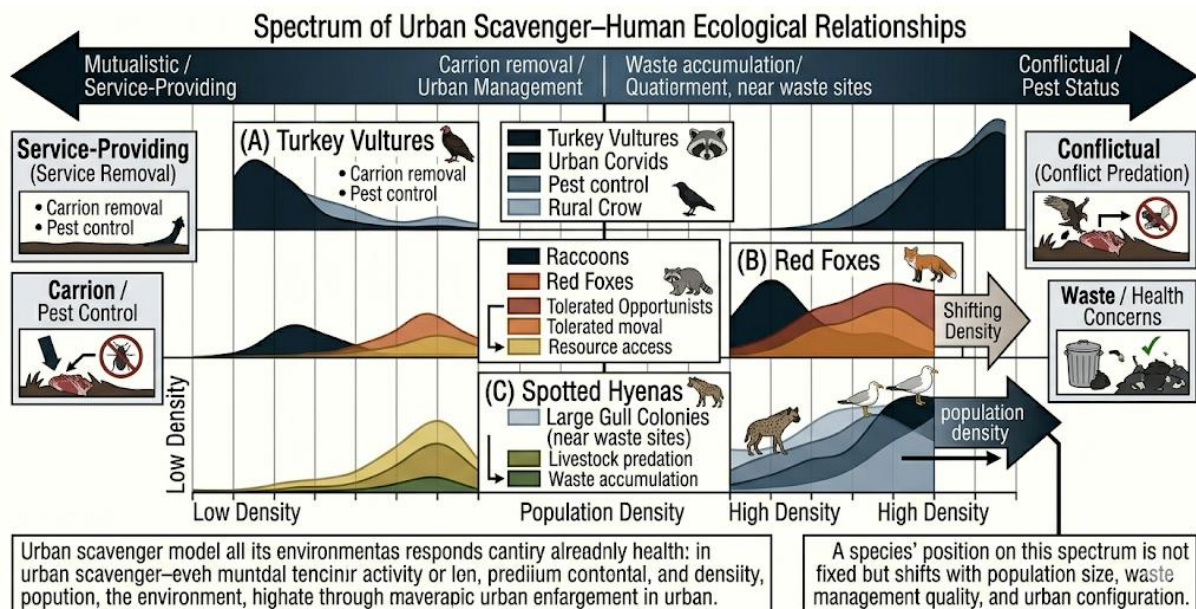 Spectrum of Urban Scavenger–Human Ecological Relationships
Mutualistic /
Service-Providing
Carrion removal /
Urban Management
Waste accumulation/
Quatiorment, near waste sites
Conflictual /
Pest Status
Service-Providing
(Service Removal)
• Carrion removal
• Pest control
Carrion /
Pest Control
(A) Turkey Vultures
• Carrion removal
• Pest control
Turkey Vultures
Urban Corvids
Pest control
Rural Crow
Raccoons
Red Foxes
Tolerated Opportunists
Tolerated moval
Resource access
(B) Red Foxes
Shifting
Density
Conflictual
(Conflict Predation)
Waste / Health
Concerns
(C) Spotted Hyenas
Large Gull Colonies
(near waste sites)
Livestock predation
Waste accumulation
population
density
Low Density
Low Density
Population Density
High Density
High Density
Urban scavenger model all its environmentas responds cantiry alreadnly health: in
urban scavenger–eveh muntdal tencinır activity or len, prediium contontal, and densiity,
popution, the environment, highate through maverapic urban enfargement in urban.
A species' position on this spectrum is not
fixed but shifts with population size, waste
management quality, and urban configuration.